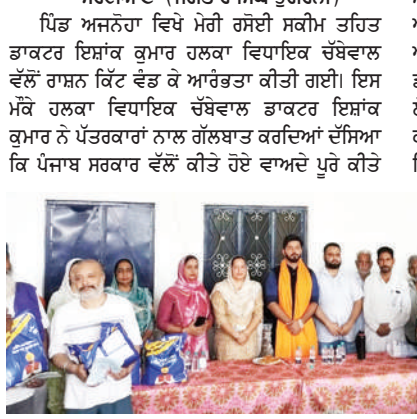 ਪਿੰਡ ਅਜਨੋਹਾ ਵਿਖੇ ਮੇਰੀ ਰਸੋਈ ਸਕੀਮ ਤਹਿਤ
ਡਾਕਟਰ ਇਸ਼ਾਂਕ ਕੁਮਾਰ ਹਲਕਾ ਵਿਧਾਇਕ ਚੱਬੇਵਾਲ
ਵੱਲੋਂ ਰਾਸ਼ਨ ਕਿੱਟ ਵੰਡ ਕੇ ਆਰੰਭਤਾ ਕੀਤੀ ਗਈ। ਇਸ
ਮੌਕੇ ਹਲਕਾ ਵਿਧਾਇਕ ਚੱਬੇਵਾਲ ਡਾਕਟਰ ਇਸ਼ਾਂਕ
ਕੁਮਾਰ ਨੇ ਪੱਤਰਕਾਰਾਂ ਨਾਲ ਗੱਲਬਾਤ ਕਰਦਿਆਂ ਦੱਸਿਆ
ਕਿ ਪੰਜਾਬ ਸਰਕਾਰ ਵੱਲੋਂ ਕੀਤੇ ਹੋਏ ਵਾਅਦੇ ਪੂਰੇ ਕੀਤੇ